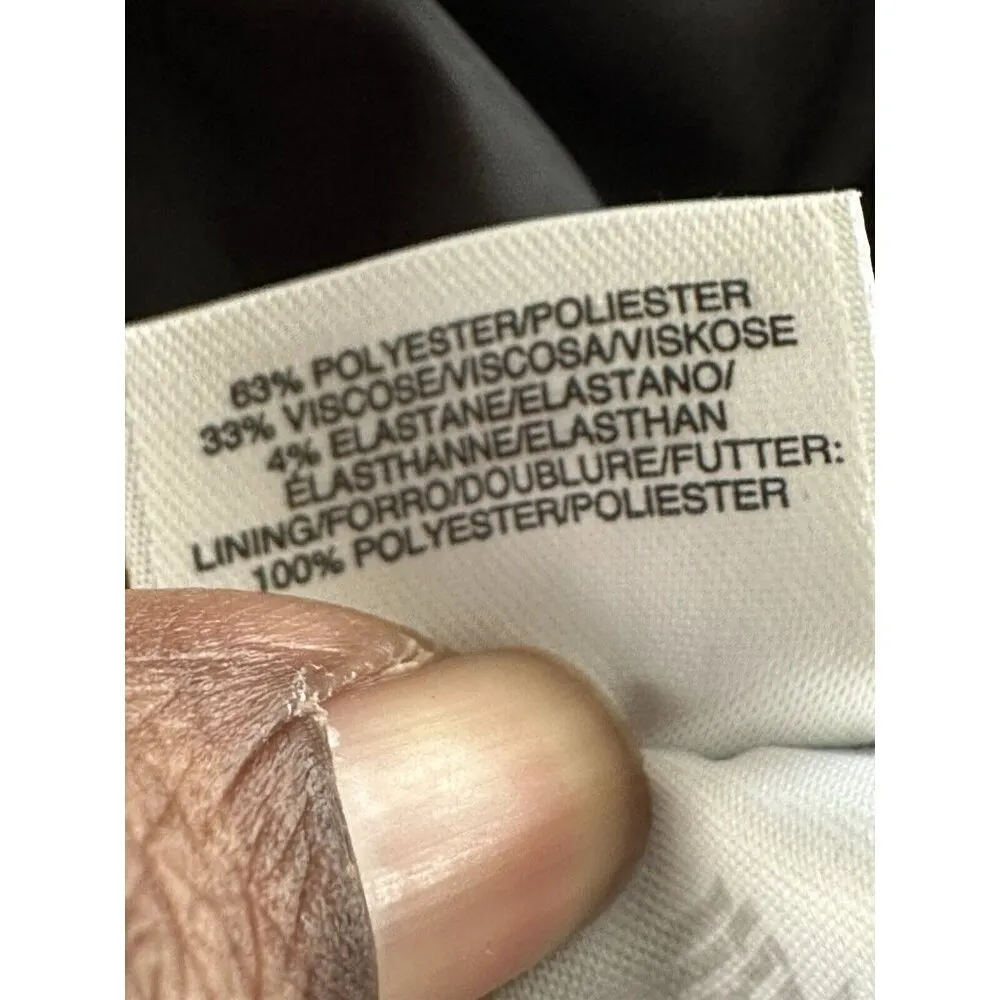 63% POLYESTER/POLIESTER
33% VISCOSE/VISCOSA/VISKOSE
4% ELASTANE/ELASTANO/
ÉLASTHANNE/ELASTHAN
LINING/FORRO/DOUBLURE/FUTTER:
100% POLYESTER/POLIESTER